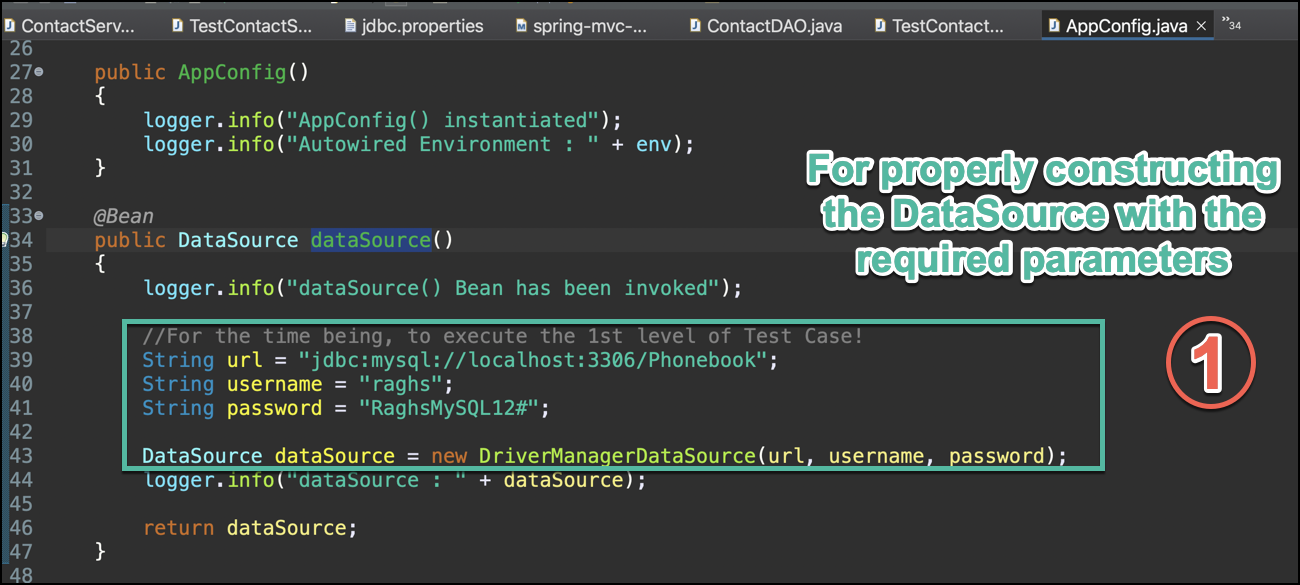 ContactServ... TestContactS... jdbc.properties spring-mvc-... ContactDAO.java TestContact... AppConfig.java × »34
26
27 public AppConfig()
28 {
29 logger.info("AppConfig() instantiated");
30 logger.info("Autowired Environment : " + env);
31 }
32
33 @Bean
34 public DataSource dataSource()
35 {
36 logger.info("dataSource() Bean has been invoked");
37
38 //For the time being, to execute the 1st level of Test Case!
39 String url = "jdbc:mysql://localhost:3306/Phonebook";
40 String username = "raghs";
41 String password = "RaghsMySQL12#";
42
43 DataSource dataSource = new DriverManagerDataSource(url, username, password);
44 logger.info("dataSource : " + dataSource);
45
46 return dataSource;
47 }
48
For properly constructing
the DataSource with the
required parameters
1